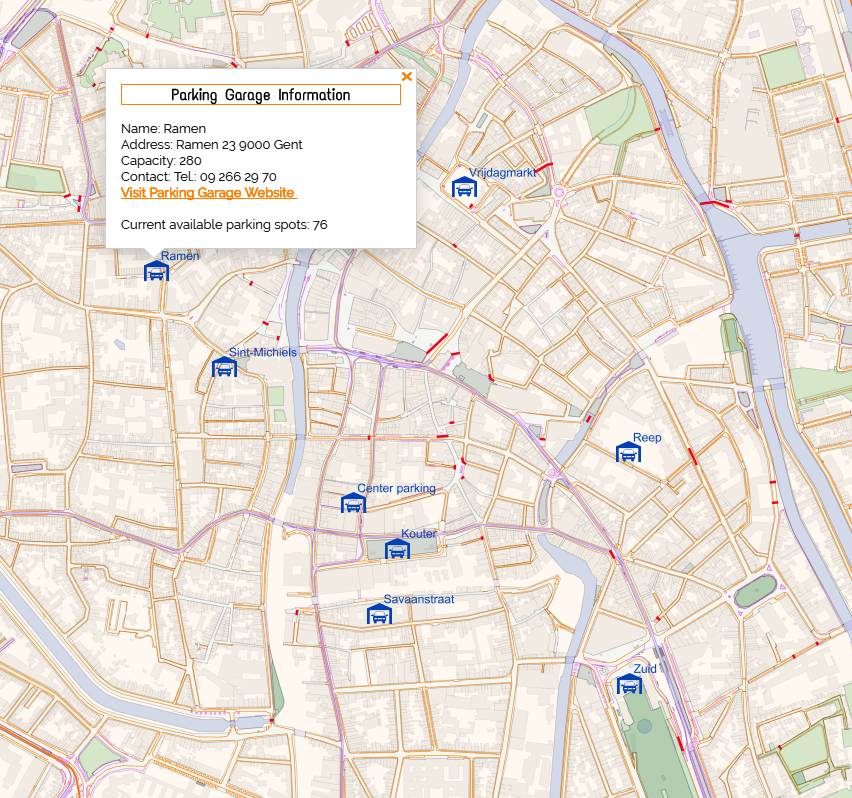 Parking Garage Information
Name: Ramen
Address: Ramen 23 9000 Gent
Capacity: 280
Contact: Tel.: 09 266 29 70
Visit Parking Garage Website
Current available parking spots: 76
Vrijdagmarkt
Ramen
Sint-Michiels
Reep
Center parking
Kouter
Savaanstraat
Zuid